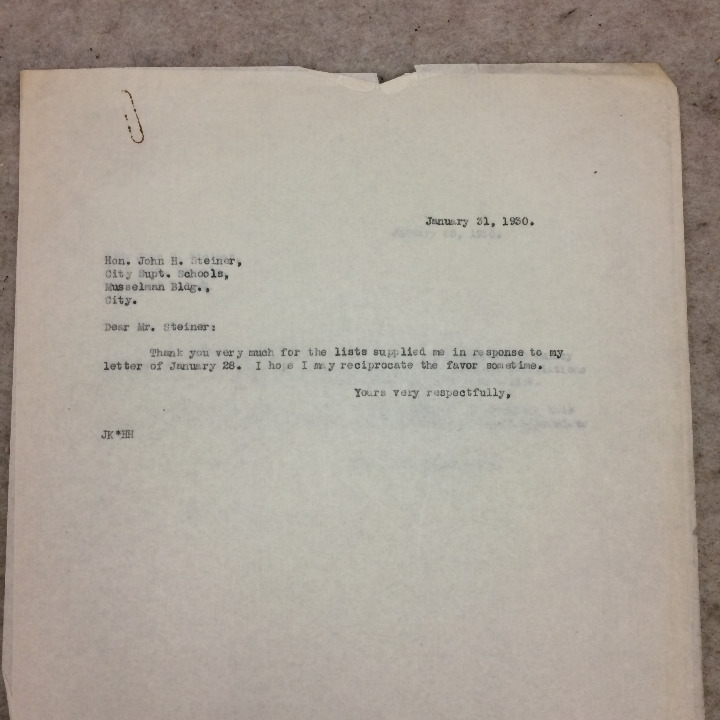 January 31, 1930.
Hon. John H. Steiner,
City Supt. Schools,
Musselman Bldg.,
City.
Dear Mr. Steiner:
Thank you very much for the lists supplied me in response to my
letter of January 28. I hope I may reciprocate the favor sometime.
Yours very respectfully,
JK*HH